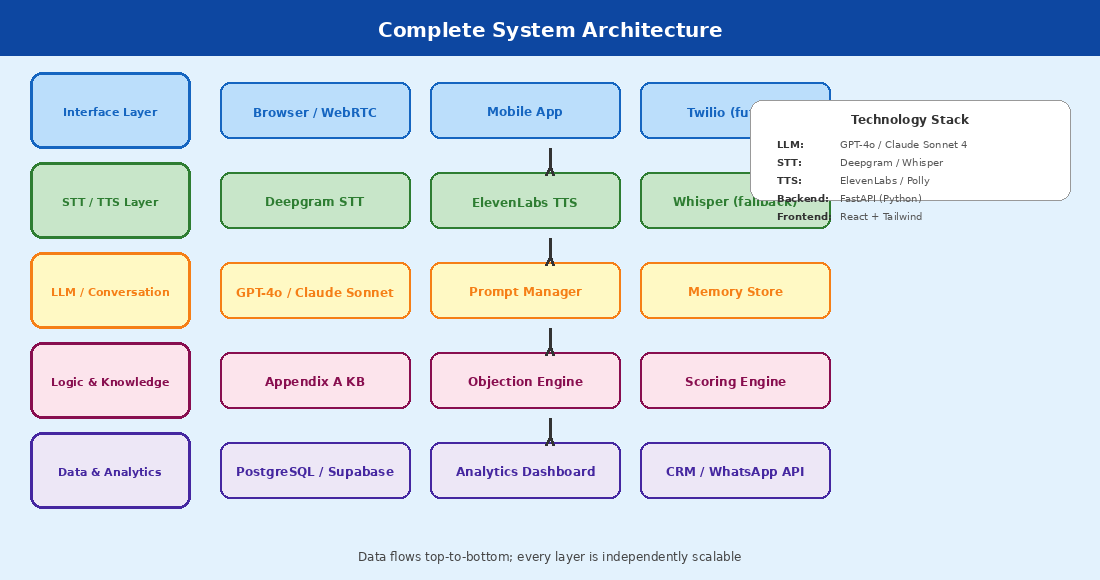 Complete System Architecture
Interface Layer
Browser / WebRTC
Mobile App
Twilio (fu
Technology Stack
LLM: GPT-4o / Claude Sonnet 4
STT: Deepgram / Whisper
TTS: ElevenLabs / Polly
Backend: FastAPI (Python)
Frontend: React + Tailwind
STT / TTS Layer
Deepgram STT
ElevenLabs TTS
Whisper (fallback)
LLM / Conversation
GPT-4o / Claude Sonnet
Prompt Manager
Memory Store
Logic & Knowledge
Appendix A KB
Objection Engine
Scoring Engine
Data & Analytics
PostgreSQL / Supabase
Analytics Dashboard
CRM / WhatsApp API
Data flows top-to-bottom; every layer is independently scalable